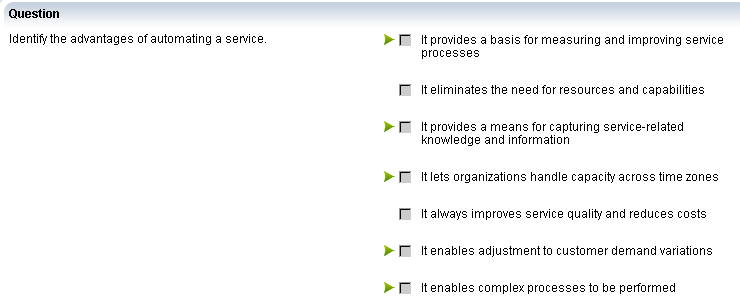 Question
Identify the advantages of automating a service.
It provides a basis for measuring and improving service
processes
It eliminates the need for resources and capabilities
It provides a means for capturing service-related
knowledge and information
It lets organizations handle capacity across time zones
It always improves service quality and reduces costs
It enables adjustment to customer demand variations
It enables complex processes to be performed